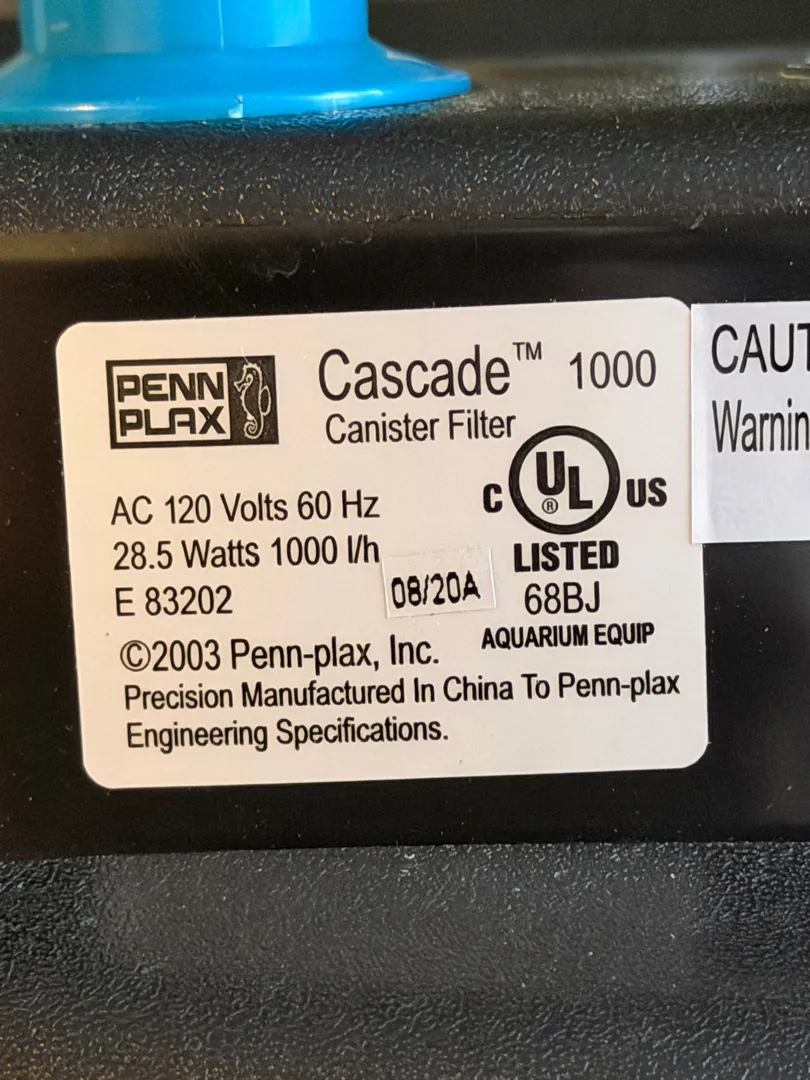 PENN
PLAX
Cascade™ 1000
Canister Filter
AC 120 Volts 60 Hz
28.5 Watts 1000 l/h
E 83202
08/20A
C UL® US
LISTED
68BJ
AQUARIUM EQUIP
©2003 Penn-plax, Inc.
Precision Manufactured In China To Penn-plax
Engineering Specifications.
CAUT
Warnin